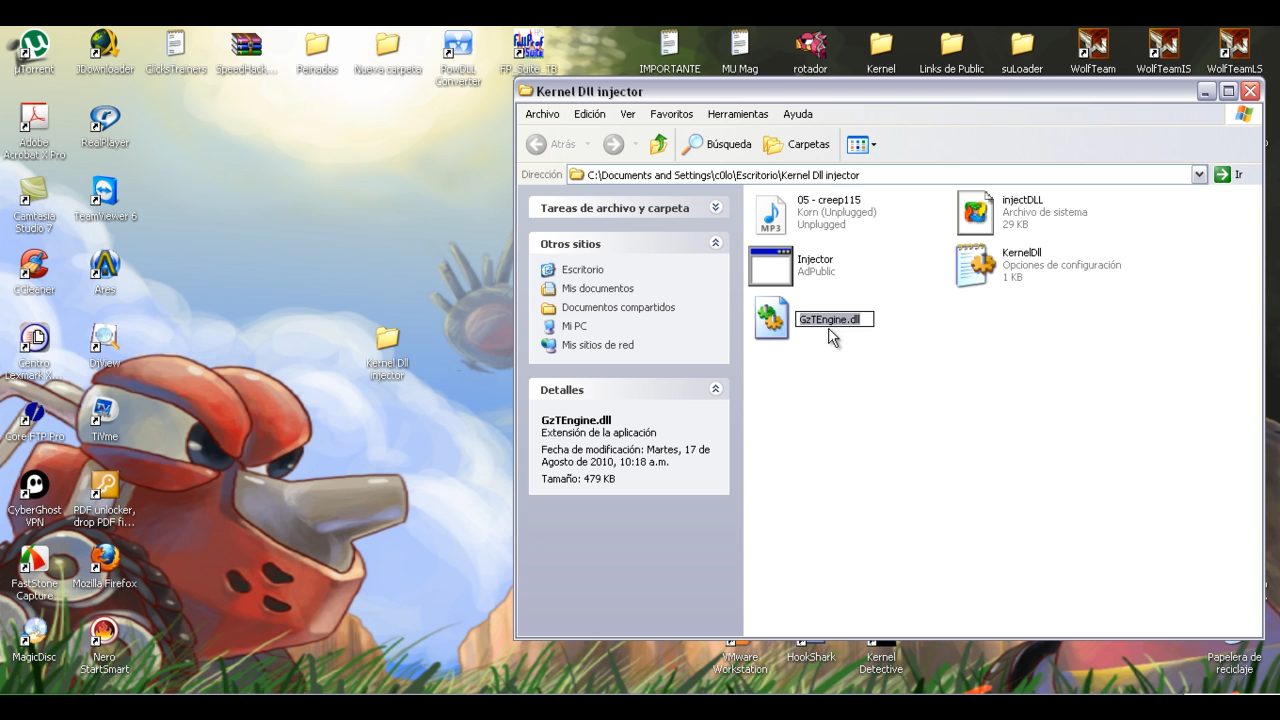 µTorrent
JDownloader
ClicksTrainers
SpeedHack...
Peinados
Nueva carpeta
PowDLL
Converter
FP_Suite_TB
IMPORTANTE
MU Mag
rotador
Kernel
Links de Public
suLoader
WolfTeam
WolfTeamIS
WolfTeamLS
Kernel Dll injector
Archivo
Edición
Ver
Favoritos
Herramientas
Ayuda
Atrás
Búsqueda
Carpetas
Dirección
C:\Documents and Settings\c0lo\Escritorio\Kernel Dll injector
Ir
Tareas de archivo y carpeta
Otros sitios
Escritorio
Mis documentos
Documentos compartidos
Mi PC
Mis sitios de red
Detalles
GzTEngine.dll
Extensión de la aplicación
Fecha de modificación: Martes, 17 de
Agosto de 2010, 10:18 a.m.
Tamaño: 479 KB
MP3
05 - creep115
Korn (Unplugged)
Unplugged
injectDLL
Archivo de sistema
29 KB
Injector
AdPublic
KernelDll
Opciones de configuración
1 KB
GzTEngine.dll
Adobe
Acrobat X Pro
RealPlayer
Camtasia
Studio 7
TeamViewer 6
CCleaner
Ares
Centro
Lexmark X...
DriView
kernel Dll
injector
Core FTP Pro
TiVme
CyberGhost
VPN
PDF unlocker,
drop PDF fi...
FastStone
Capture
Mozilla Firefox
MagicDisc
Nero
StartSmart
VMware
Workstation
HookShark
Kernel
Detective
Papelera de
reciclaje